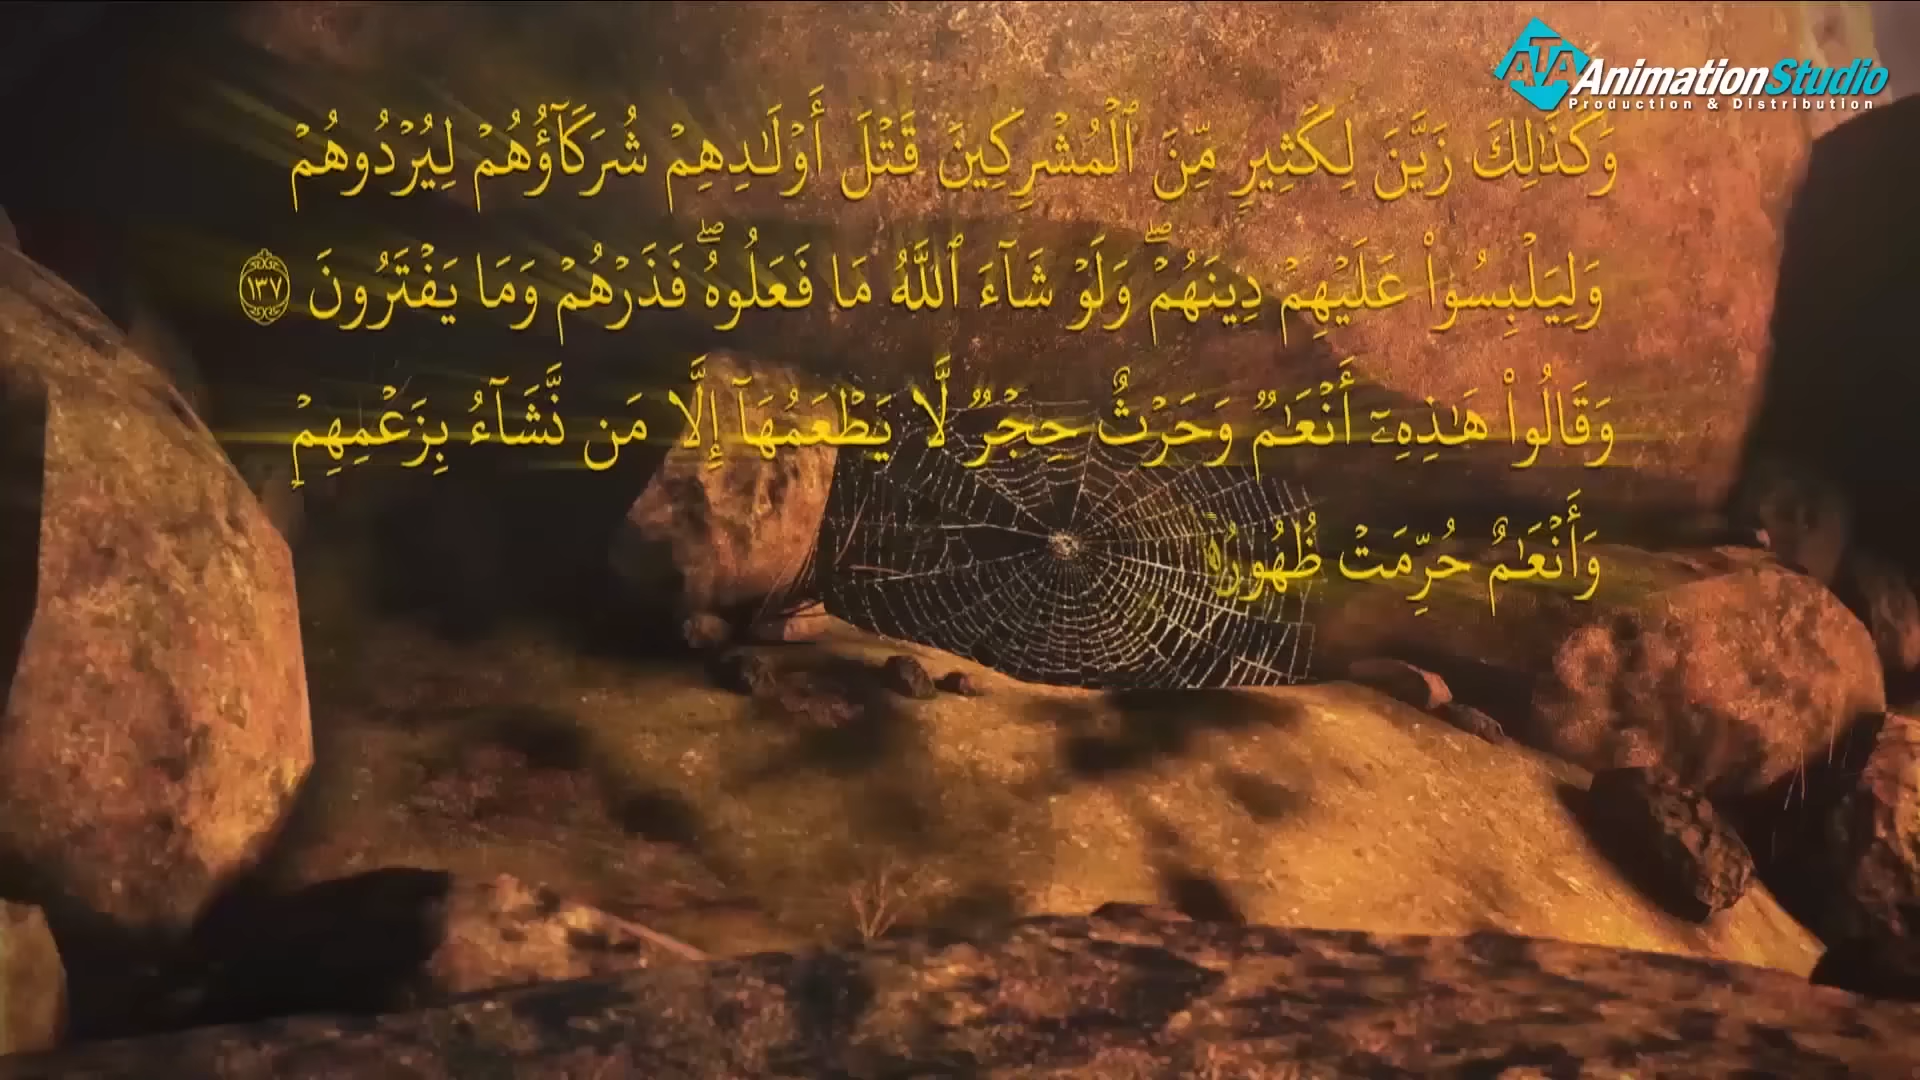 ATA AnimationStudio
Production & Distribution
وَكَذَٰلِكَ زَيَّنَ لِكَثِيرٍ مِّنَ ٱلْمُشْرِكِينَ قَتْلَ أَوْلَـٰدِهِمْ شُرَكَآؤُهُمْ لِيُرْدُوهُمْ
وَلِيَلْبِسُوا۟ عَلَيْهِمْ دِينَهُمْ ۖ وَلَوْ شَآءَ ٱللَّهُ مَا فَعَلُوهُ ۖ فَذَرْهُمْ وَمَا يَفْتَرُونَ ١٣٧
وَقَالُوا۟ هَـٰذِهِۦٓ أَنْعَـٰمٌ وَحَرْثٌ حِجْرٌ لَّا يَطْعَمُهَآ إِلَّا مَن نَّشَآءُ بِزَعْمِهِمْ
وَأَنْعَـٰمٌ حُرِّمَتْ ظُهُورُ